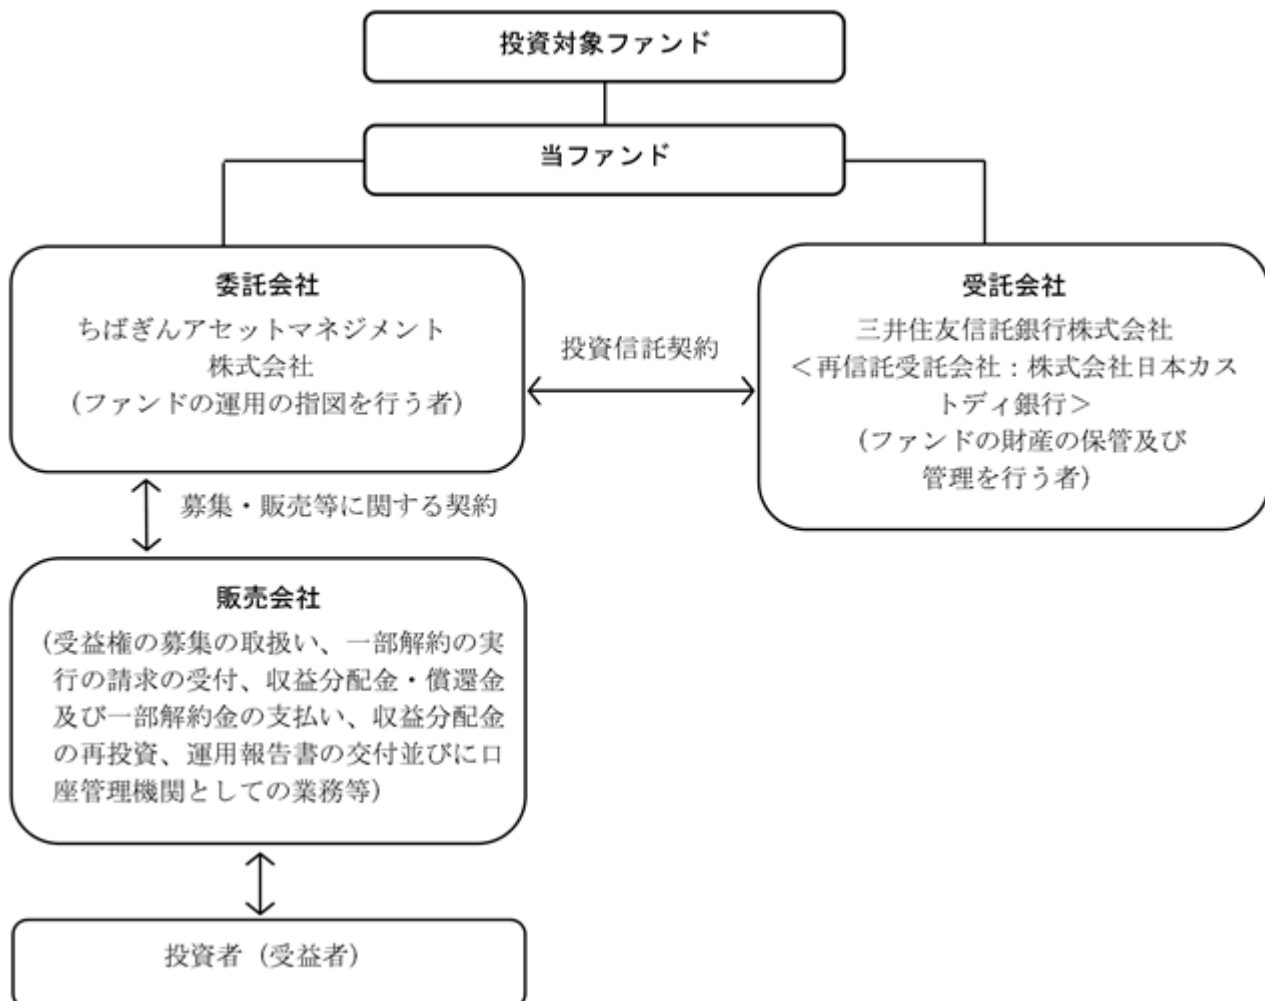 投資対象ファンド
当ファンド
委託会社
ちばぎんアセットマネジメント
株式会社
(ファンドの運用の指図を行う者)
投資信託契約
受託会社
三井住友信託銀行株式会社
＜再信託受託会社：株式会社日本カス
トディ銀行＞
(ファンドの財産の保管及び
管理を行う者)
募集・販売等に関する契約
販売会社
(受益権の募集の取扱い、一部解約の実
行の請求の受付、収益分配金・償還金
及び一部解約金の支払い、収益分配金
の再投資、運用報告書の交付並びに口
座管理機関としての業務等)
投資者（受益者）